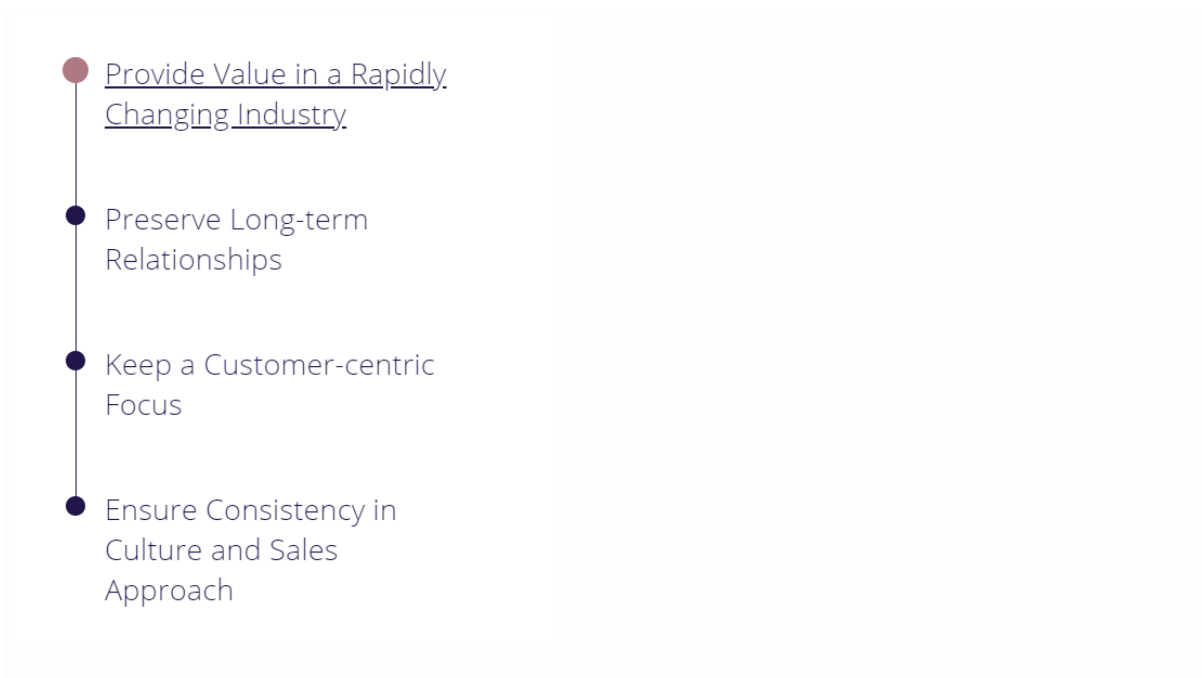 Provide Value in a Rapidly
Changing Industry
Preserve Long-term
Relationships
Keep a Customer-centric
Focus
Ensure Consistency in
Culture and Sales
Approach